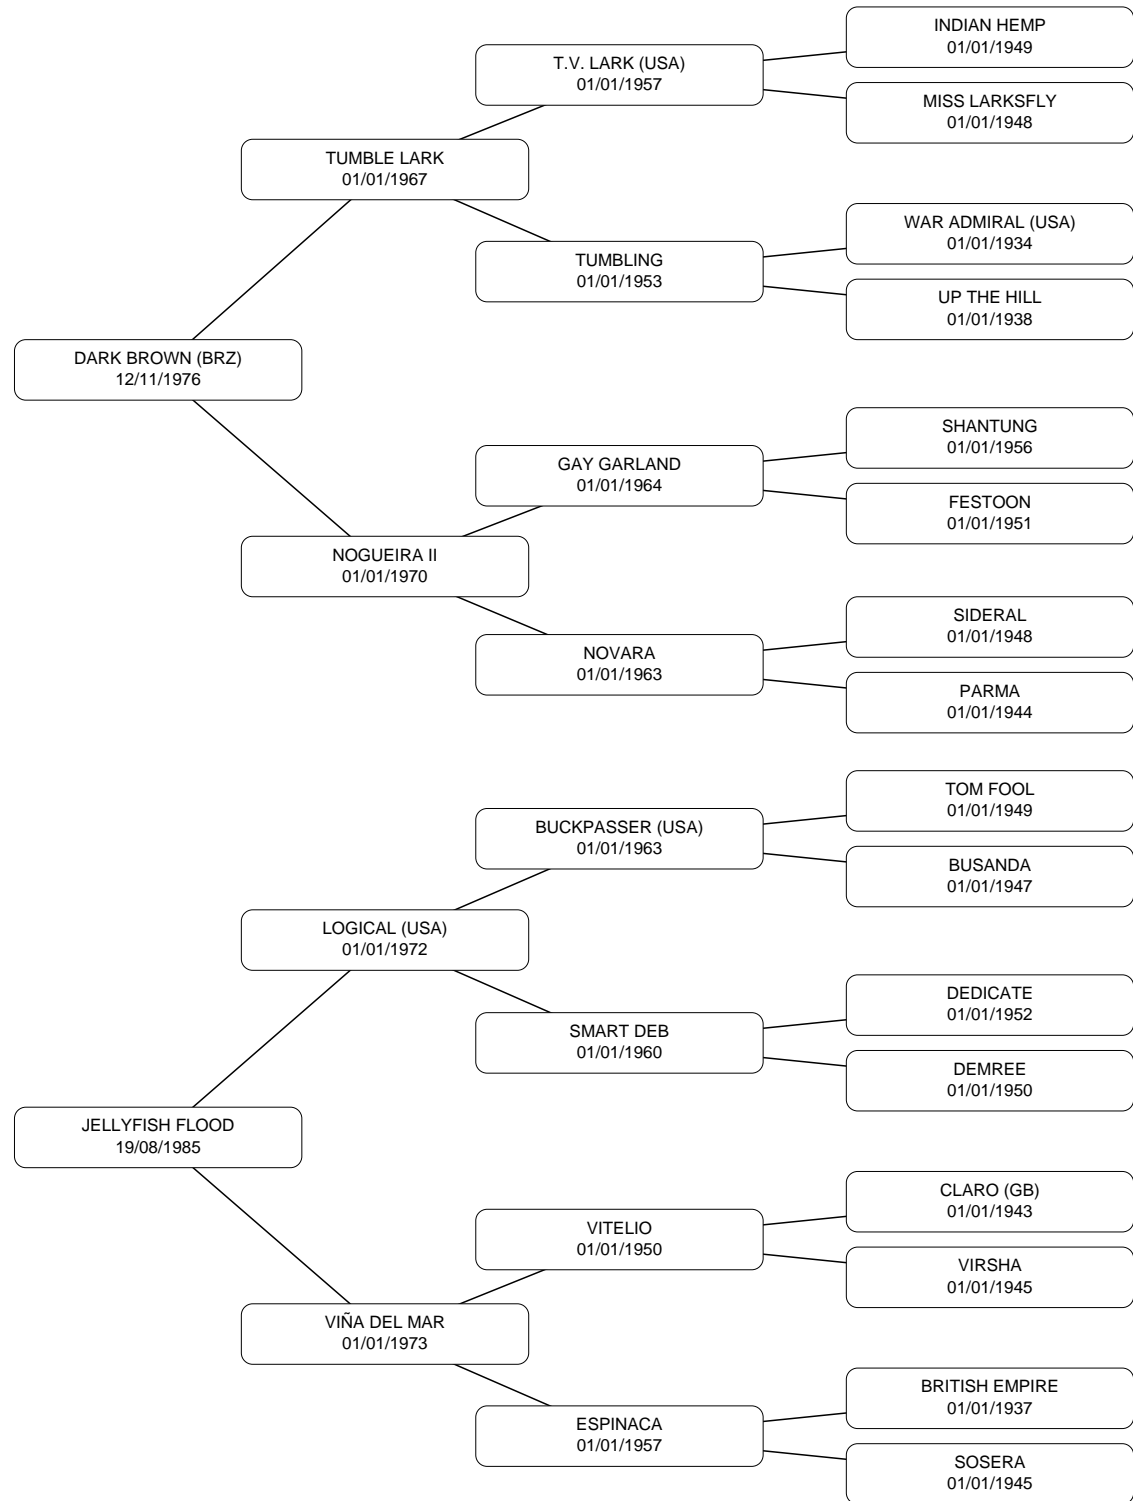 INDIAN HEMP
01/01/1949
T.V. LARK (USA)
01/01/1957
MISS LARKSFLY
01/01/1948
TUMBLE LARK
01/01/1967
WAR ADMIRAL (USA)
01/01/1934
TUMBLING
01/01/1953
UP THE HILL
01/01/1938
DARK BROWN (BRZ)
12/11/1976
SHANTUNG
01/01/1956
GAY GARLAND
01/01/1964
FESTOON
01/01/1951
NOGUEIRA II
01/01/1970
SIDERAL
01/01/1948
NOVARA
01/01/1963
PARMA
01/01/1944
TOM FOOL
01/01/1949
BUCKPASSER (USA)
01/01/1963
BUSANDA
01/01/1947
LOGICAL (USA)
01/01/1972
DEDICATE
01/01/1952
SMART DEB
01/01/1960
DEMREE
01/01/1950
JELLYFISH FLOOD
19/08/1985
CLARO (GB)
01/01/1943
VITELIO
01/01/1950
VIRSHA
01/01/1945
VIÑA DEL MAR
01/01/1973
BRITISH EMPIRE
01/01/1937
ESPINACA
01/01/1957
SOSERA
01/01/1945